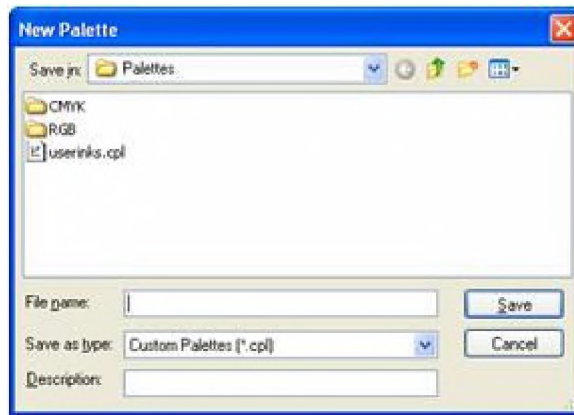 New Palette
Save in: Palettes
CMYK
RGB
userinks.cpl
File name:
Save
Save as type: Custom Palettes (*.cpl)
Cancel
Description: